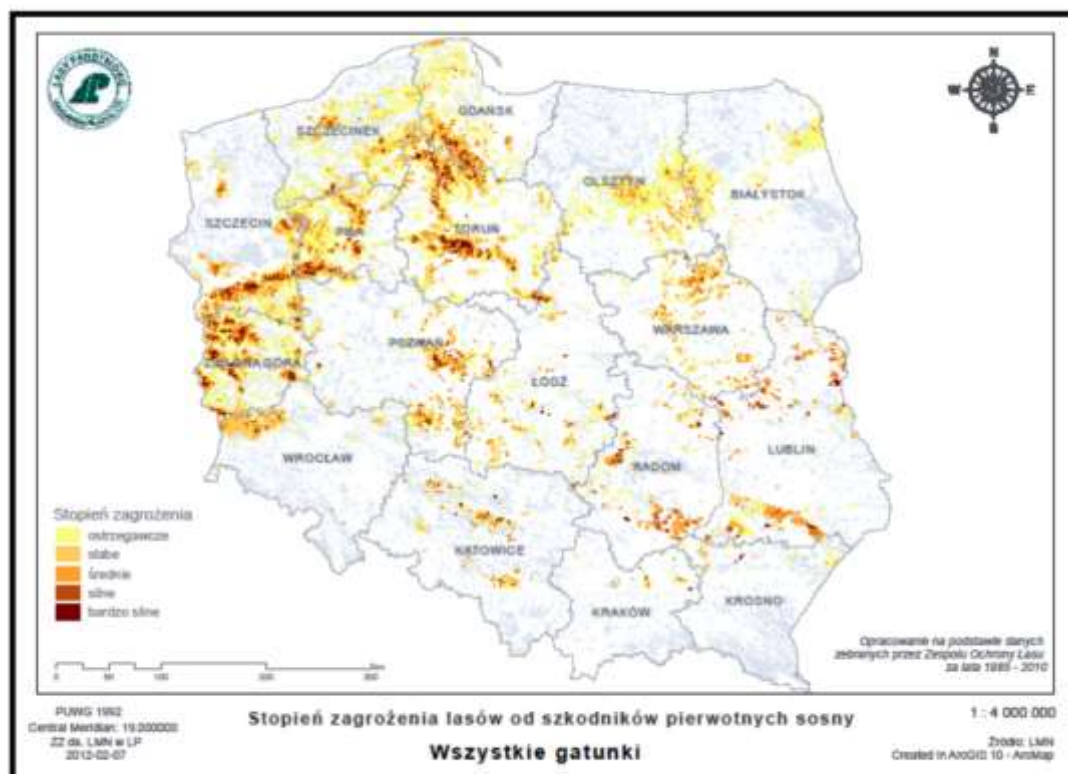 N
W E
S
GDAŃSK
SZCZECINEK
OLSZTYN
BIAŁYSTOK
SZCZECIN
PIŁA
TORUŃ
WARSZAWA
POZNAŃ
ZIELONA GÓRA
ŁÓDŹ
LUBLIN
WROCŁAW
RADOM
Stopień zagrożenia
ostrzegawcze
słabe
średnie
silne
bardzo silne
KATOWICE
KRAKÓW
KROSNO
Opracowanie na podstawie danych
zebranych przez Zespoły Ochrony Lasu
za lata 1985 - 2010
PUWG 1992
Central Meridian: 19.000000
ZZ ds. LMN w LP
2012-02-07
Stopień zagrożenia lasów od szkodników pierwotnych sosny
Wszystkie gatunki
1 : 4 000 000
Źródło: LMN
Created in ArcGIS 10 - ArcMap